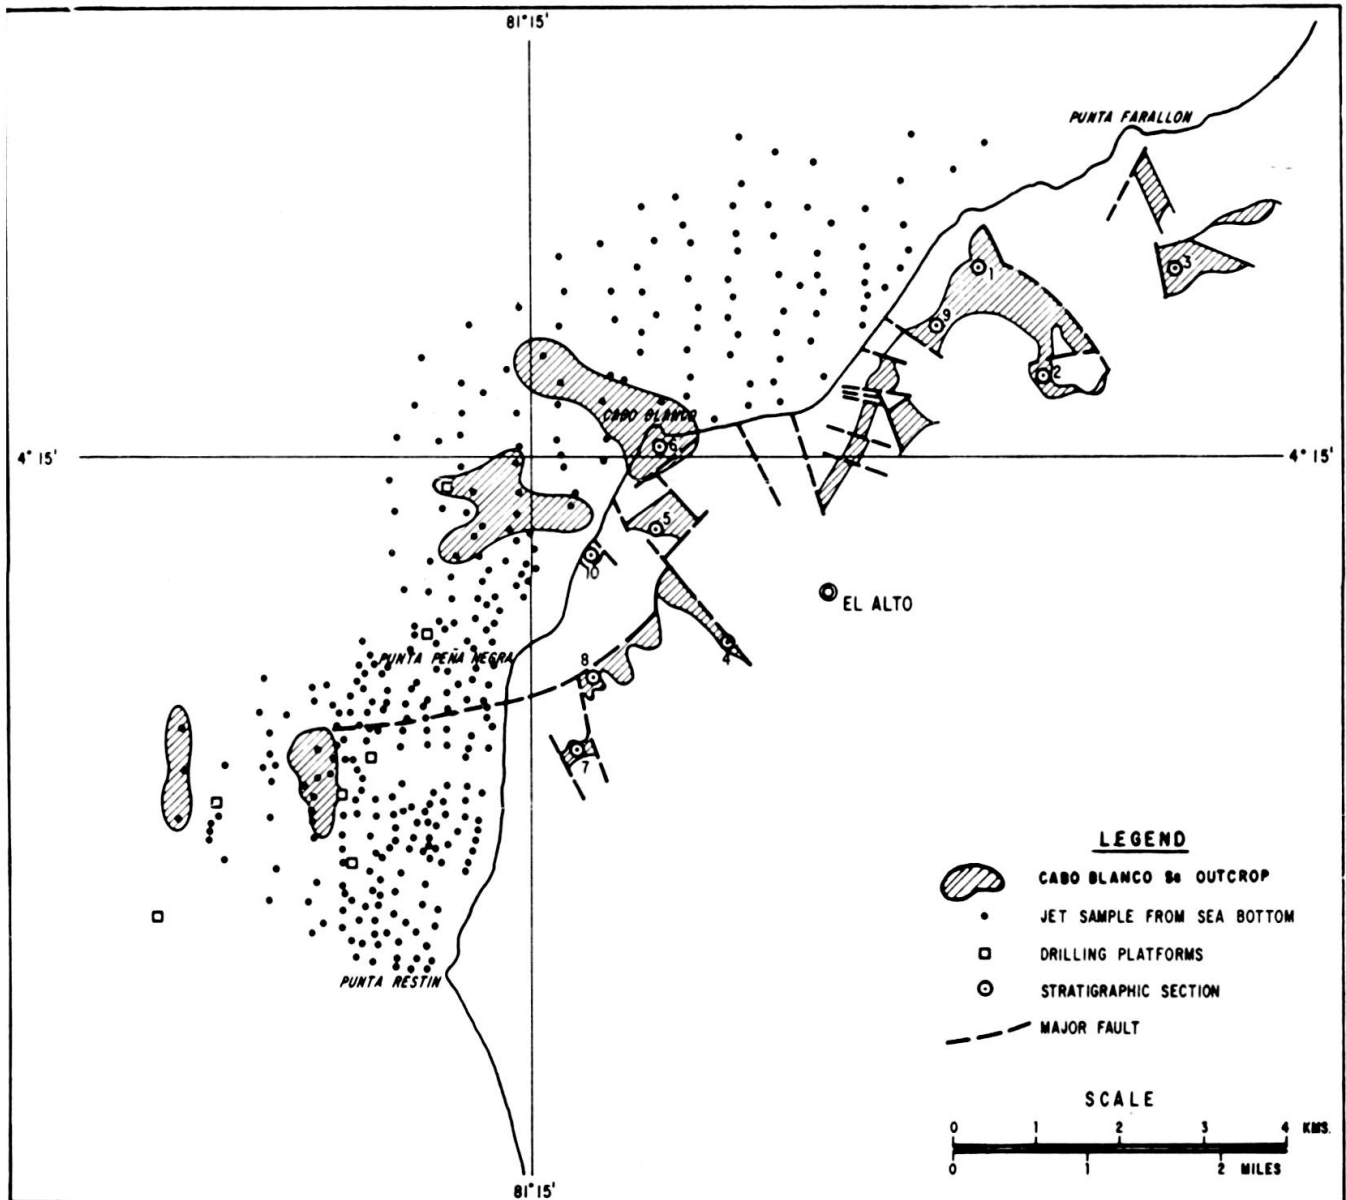 81°15'
PUNTA FARALLON
3
1
9
2
CABO BLANCO
6
4° 15'
4° 15'
5
10
EL ALTO
4
PUNTA PEÑA NEGRA
8
7
LEGEND
CABO BLANCO Ss OUTCROP
JET SAMPLE FROM SEA BOTTOM
DRILLING PLATFORMS
PUNTA RESTIN
STRATIGRAPHIC SECTION
MAJOR FAULT
SCALE
0 1 2 3 4 KMS.
0 1 2 MILES
81°15'